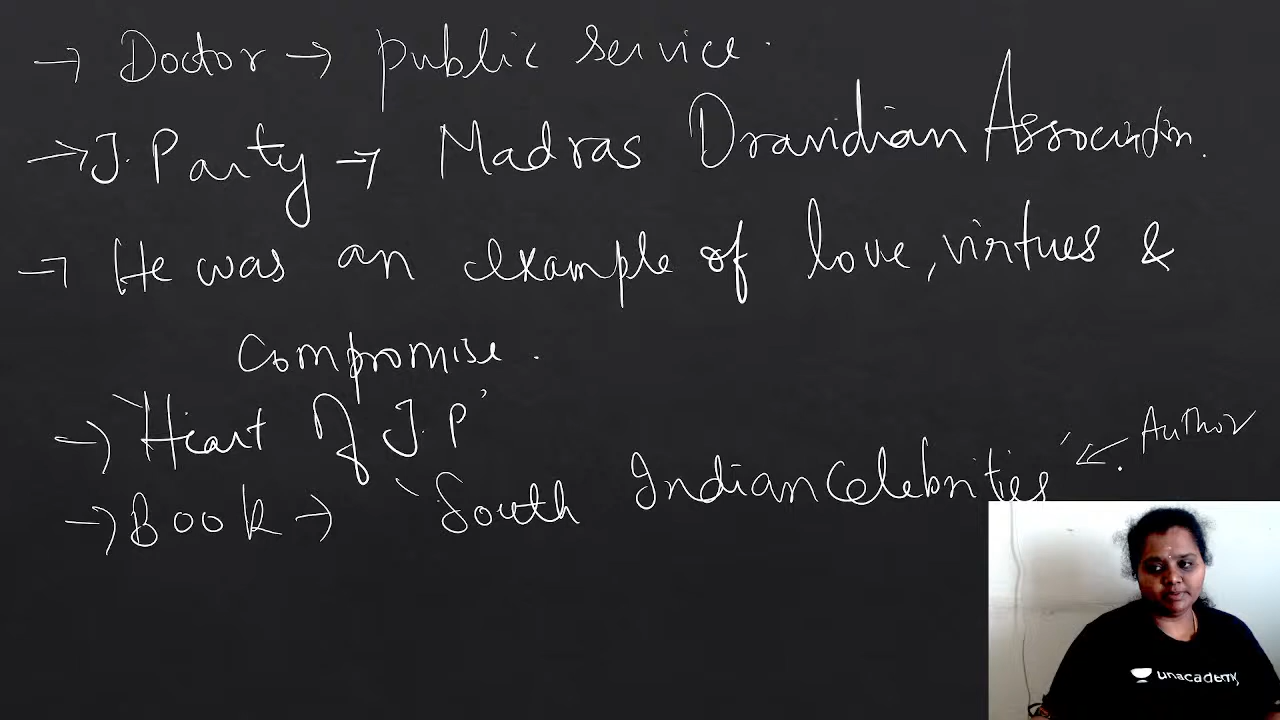 → Doctor → public service.
→ J. Party → Madras Dravidian Association.
→ He was an example of love, virtues &
compromise.
→ 'Heart of J.P'
→ Book → 'South Indian Celebrities' ← Author
unacademy